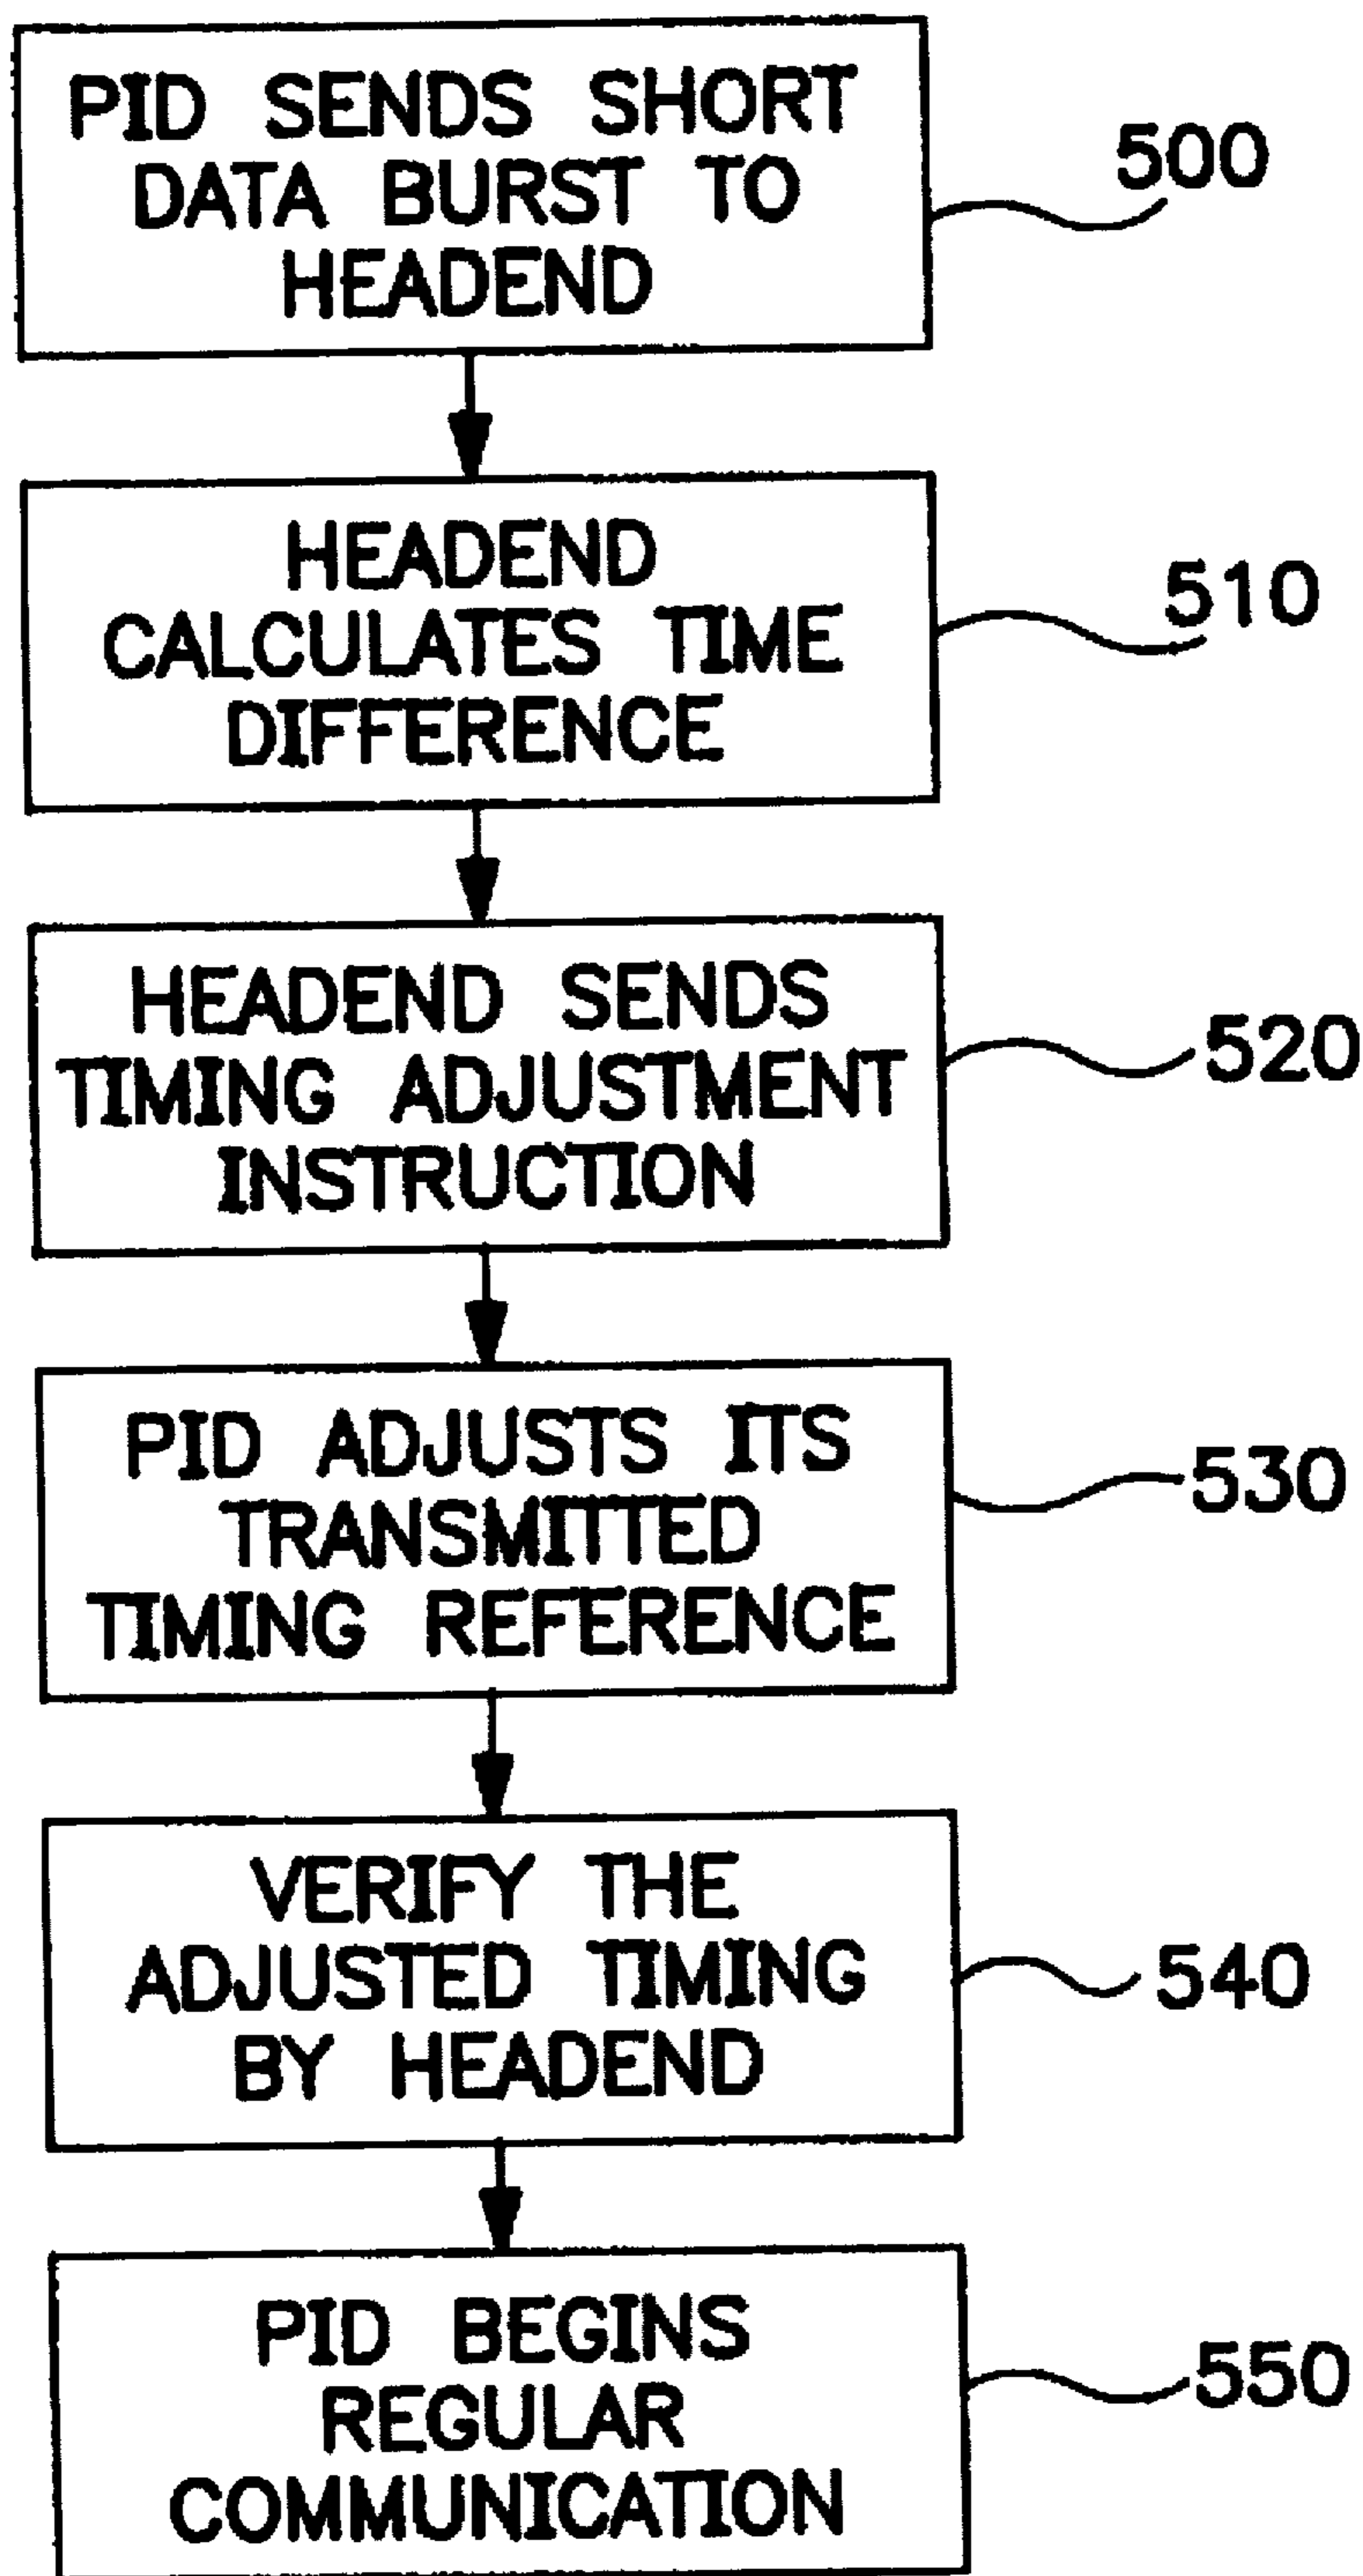 PID SENDS SHORT
DATA BURST TO
HEADEND
500
HEADEND
CALCULATES TIME
DIFFERENCE
510
HEADEND SENDS
TIMING ADJUSTMENT
INSTRUCTION
520
PID ADJUSTS ITS
TRANSMITTED
TIMING REFERENCE
530
VERIFY THE
ADJUSTED TIMING
BY HEADEND
540
PID BEGINS
REGULAR
COMMUNICATION
550